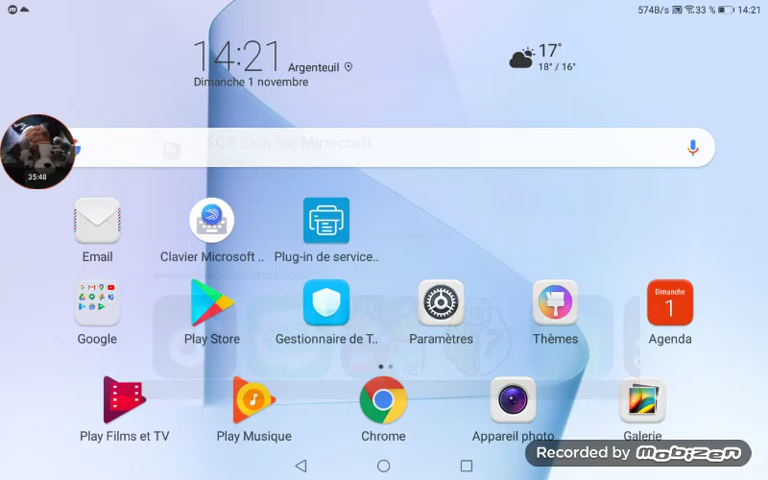 574B/s 33 % 14:21
14:21 Argenteuil
Dimanche 1 novembre
17°
18° / 16°
SCP Skin for Minecraft
35:48
Email
Clavier Microsoft ..
Plug-in de service..
Dimanche
1
Google
Play Store
Gestionnaire de T..
Paramètres
Thèmes
Agenda
Play Films et TV
Play Musique
Chrome
Appareil photo
Galerie
Recorded by mobizen